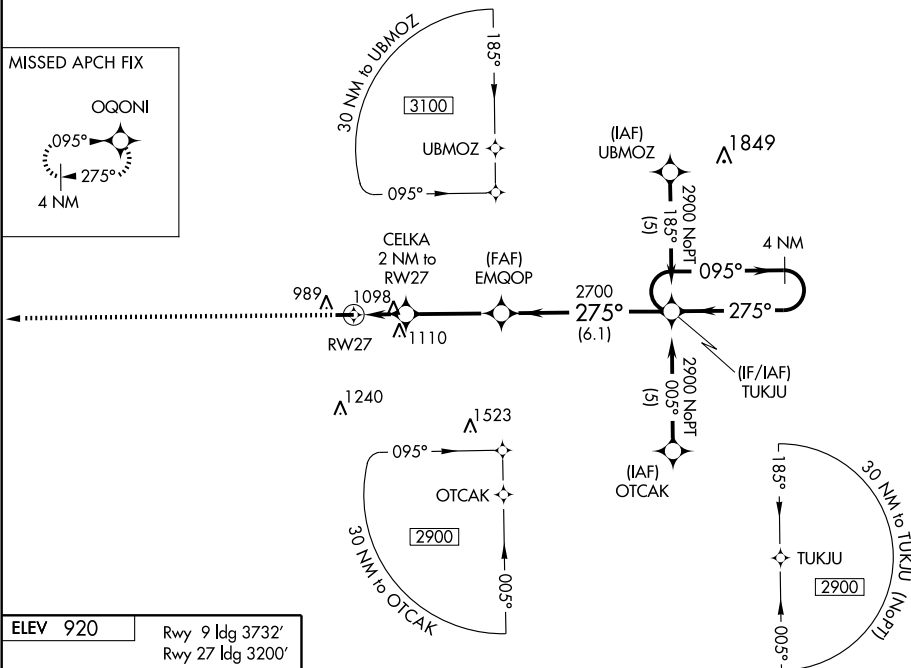 MISSED APCH FIX
OQONI
095°
275°
4 NM
30 NM to UBMOZ
185°
3100
UBMOZ
095°
(IAF)
UBMOZ
1849
2900 NoPT
185°
(5)
4 NM
095°
275°
CELKA
2 NM to
RW27
(FAF)
EMQOP
2700
275°
(6.1)
989
1098
1110
RW27
(IF/IAF)
TUKJU
2900 NoPT
005°
(5)
(IAF)
OTCAK
1240
1523
095°
OTCAK
2900
30 NM to OTCAK
005°
185°
30 NM to TUKJU (NoPT)
TUKJU
2900
005°
ELEV 920
Rwy 9 ldg 3732'
Rwy 27 ldg 3200'